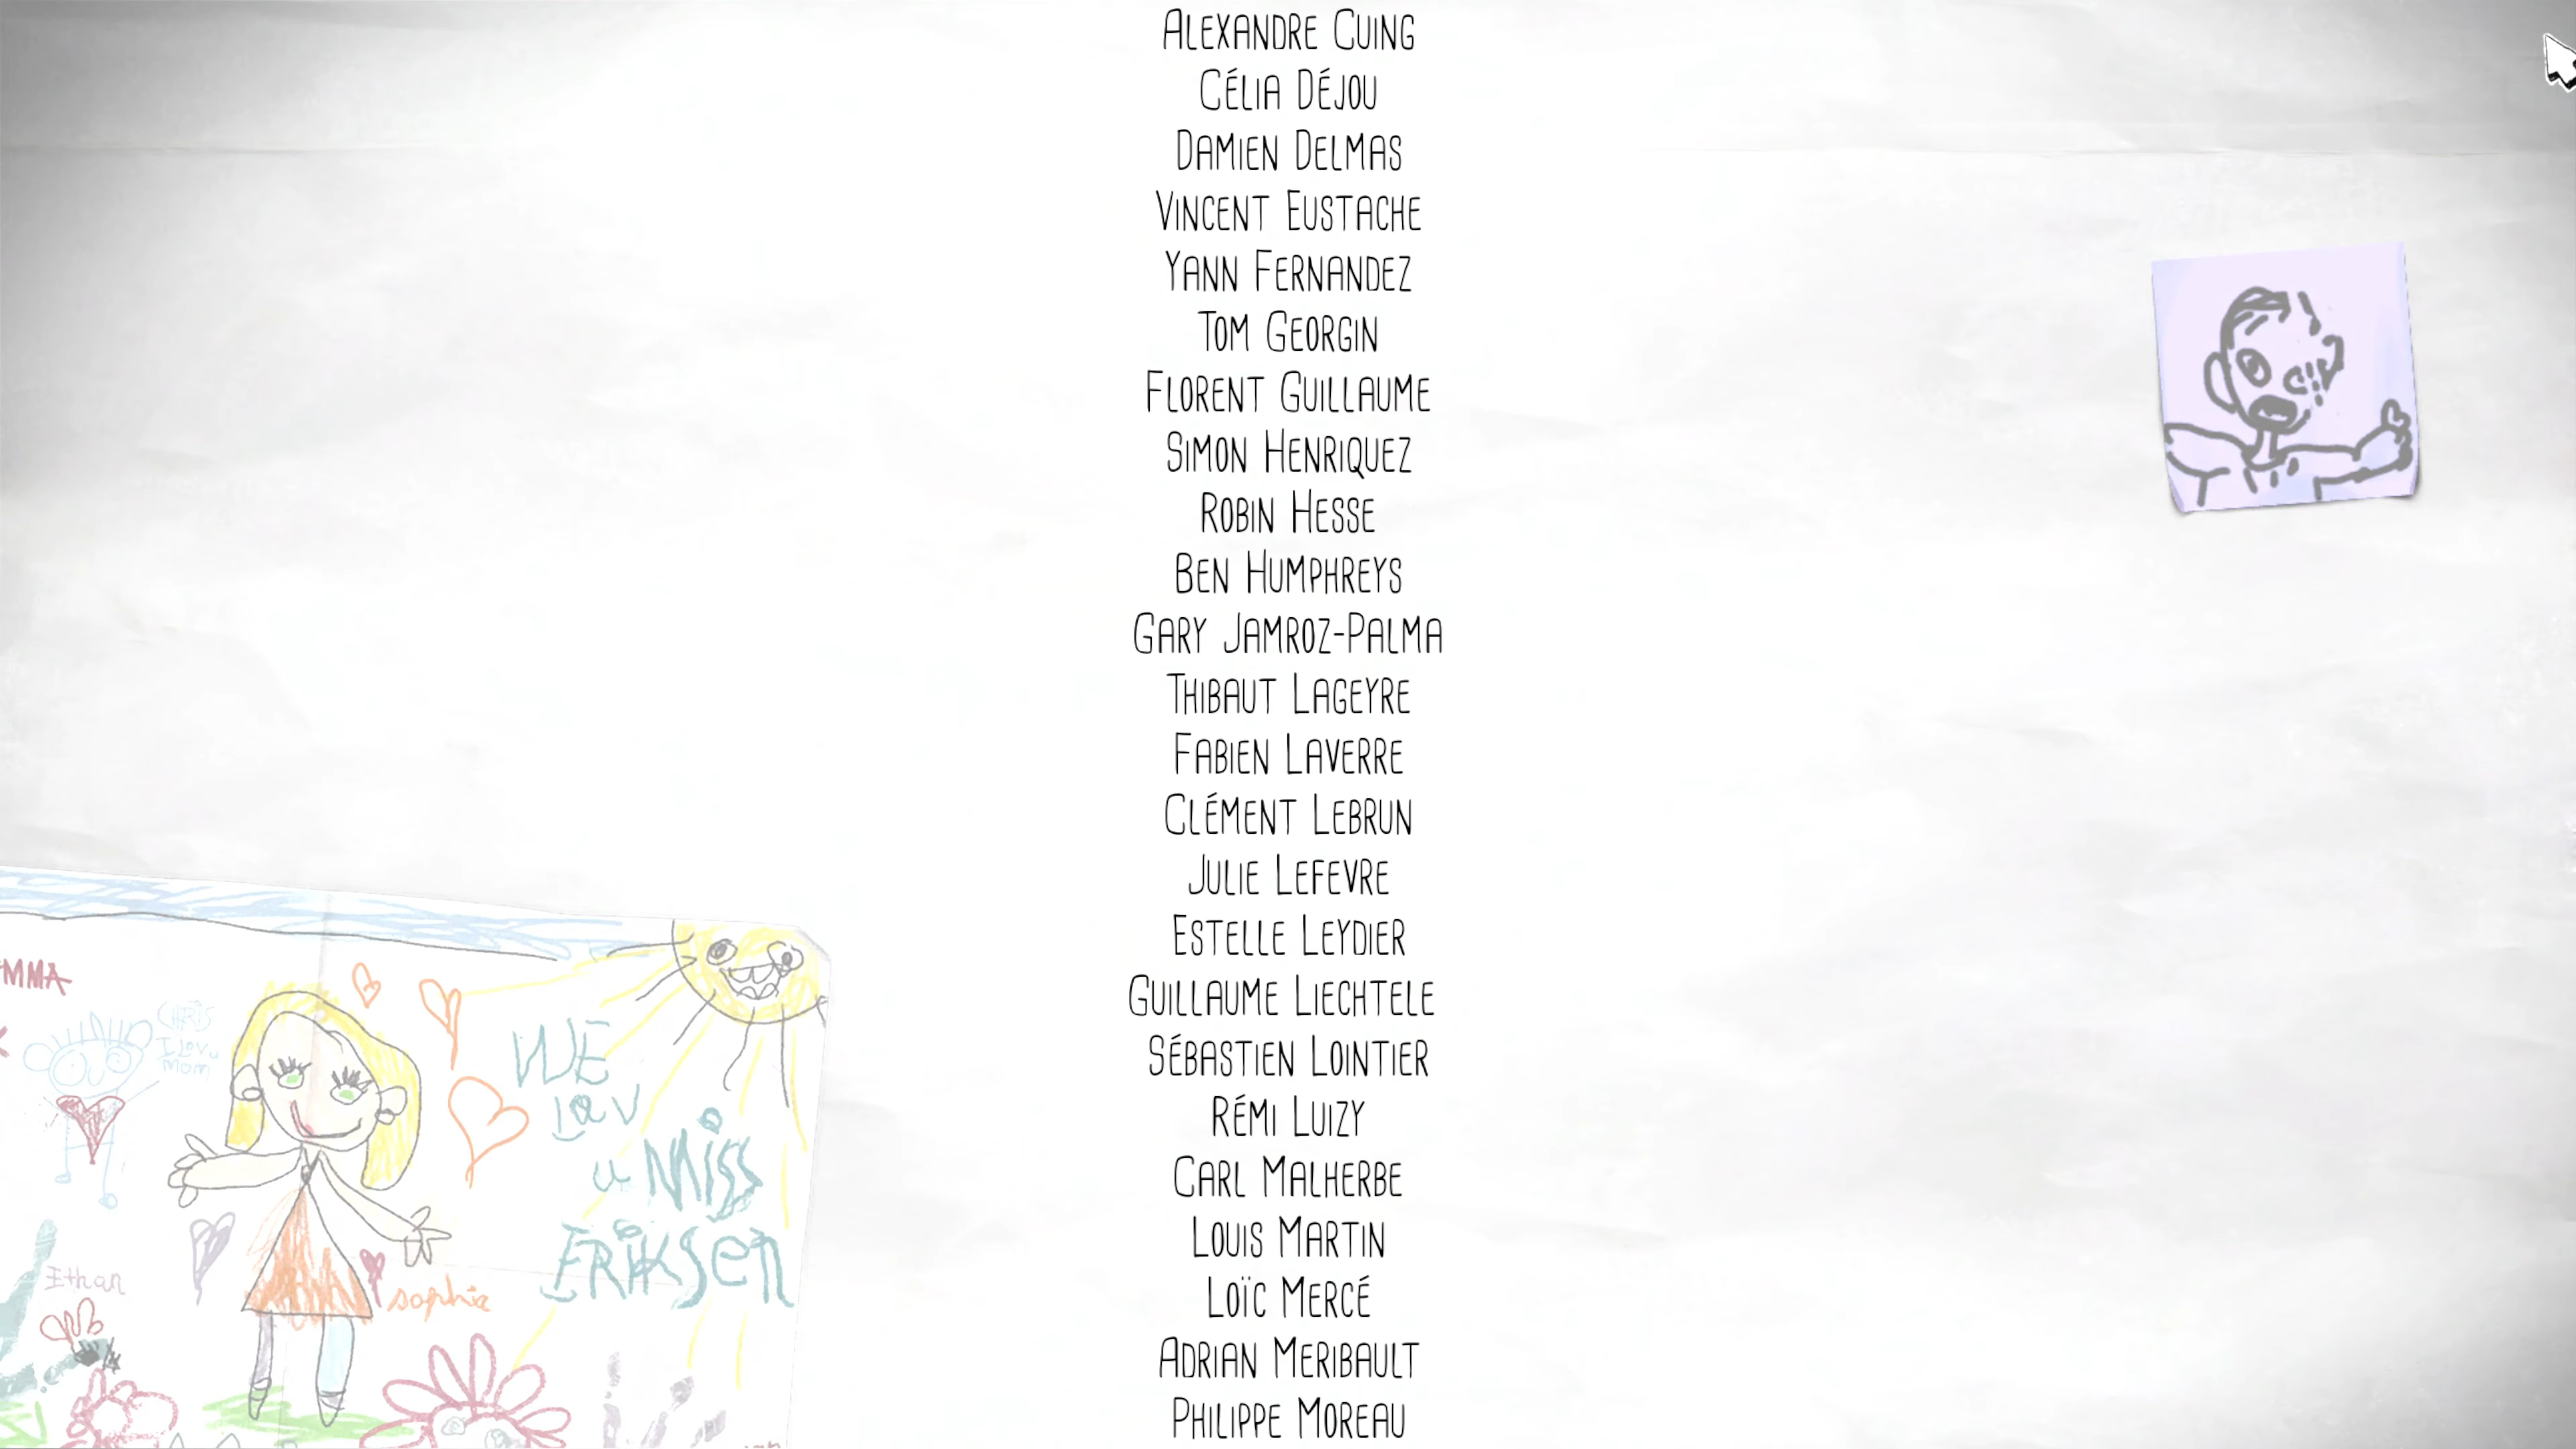 Alexandre Cuing
Célia Déjou
Damien Delmas
Vincent Eustache
Yann Fernandez
Tom Georgin
Florent Guillaume
Simon Henriquez
Robin Hesse
Ben Humphreys
Gary Jamroz-Palma
Thibaut Lageyre
Fabien Laverre
Clément Lebrun
Julie Lefevre
Estelle Leydier
Guillaume Liechtele
Sébastien Lointier
Rémi Luizy
Carl Malherbe
Louis Martin
Loïc Mercé
Adrian Meribault
Philippe Moreau
MMA
CHRIS
I LOV u
mom
WE
LOV
u Miss
ERiKSen
Ethan
sophie